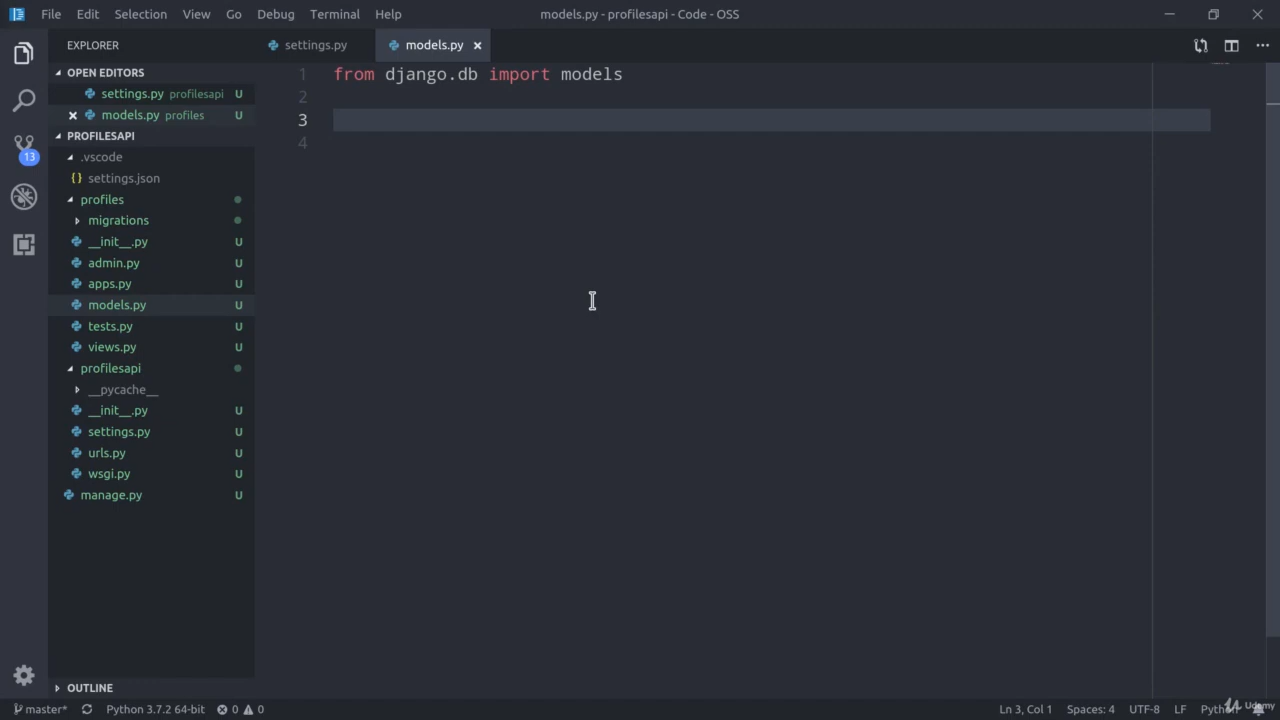 File Edit Selection View Go Debug Terminal Help models.py - profilesapi - Code - OSS
EXPLORER
settings.py models.py
OPEN EDITORS
settings.py profilesapi U
models.py profiles U
PROFILESAPI
.vscode
{} settings.json
profiles
migrations
__init__.py U
admin.py U
apps.py U
models.py U
tests.py U
views.py U
profilesapi
__pycache__
__init__.py U
settings.py U
urls.py U
wsgi.py U
manage.py U
OUTLINE
13
1 from django.db import models
2
3
4
master* Python 3.7.2 64-bit 0 0 Ln 3, Col 1 Spaces: 4 UTF-8 LF Python
Udemy